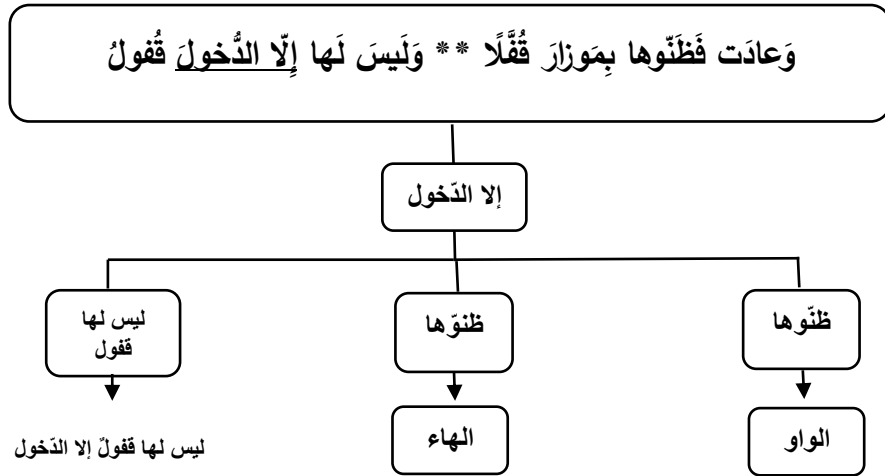 وَعادَت فَظَنّوها بِمَوزارَ قُفَّلًا ** وَلَيسَ لَها إِلّا الدُّخولَ قُفولُ
إلا الدّخول
ظنّوها
ظنوّها
ليس لها
قفول
الواو
الهاء
ليس لها قفولٌ إلا الدّخول